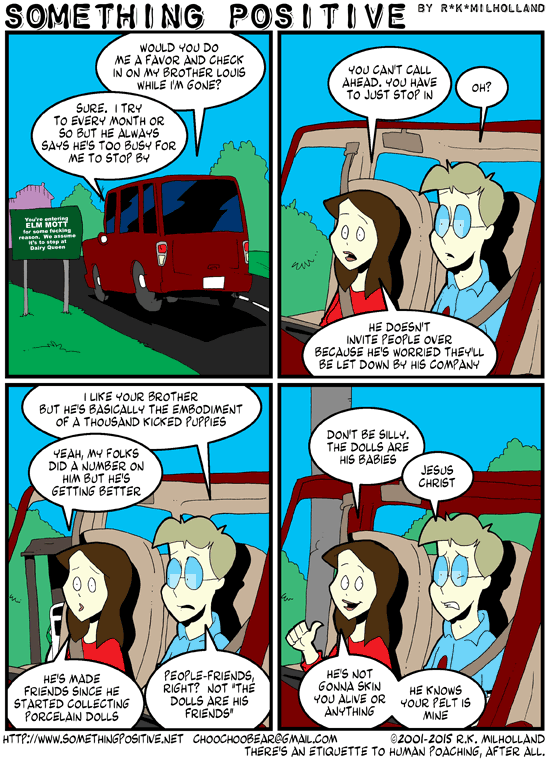 SOMETHING POSITIVE BY R*K*MILHOLLAND
WOULD YOU DO
ME A FAVOR AND CHECK
IN ON MY BROTHER LOUIS
WHILE I'M GONE?
SURE. I TRY
TO EVERY MONTH OR
SO BUT HE ALWAYS
SAYS HE'S TOO BUSY FOR
ME TO STOP BY
You're entering
ELM MOTT
for some fucking
reason. We assume
it's to stop at
Dairy Queen
YOU CAN'T CALL
AHEAD. YOU HAVE
TO JUST STOP IN
OH?
HE DOESN'T
INVITE PEOPLE OVER
BECAUSE HE'S WORRIED THEY'LL
BE LET DOWN BY HIS COMPANY
I LIKE YOUR BROTHER
BUT HE'S BASICALLY THE EMBODIMENT
OF A THOUSAND KICKED PUPPIES
YEAH, MY FOLKS
DID A NUMBER ON
HIM BUT HE'S
GETTING BETTER
HE'S MADE
FRIENDS SINCE HE
STARTED COLLECTING
PORCELAIN DOLLS
PEOPLE-FRIENDS,
RIGHT? NOT "THE
DOLLS ARE HIS
FRIENDS"
DON'T BE SILLY.
THE DOLLS ARE
HIS BABIES
JESUS
CHRIST
HE'S NOT
GONNA SKIN
YOU ALIVE OR
ANYTHING
HE KNOWS
YOUR PELT IS
MINE
HTTP://WWW.SOMETHINGPOSITIVE.NET CHOOCHOOBEAR@GMAIL.COM ©2001-2015 R.K. MILHOLLAND
THERE'S AN ETIQUETTE TO HUMAN POACHING, AFTER ALL.